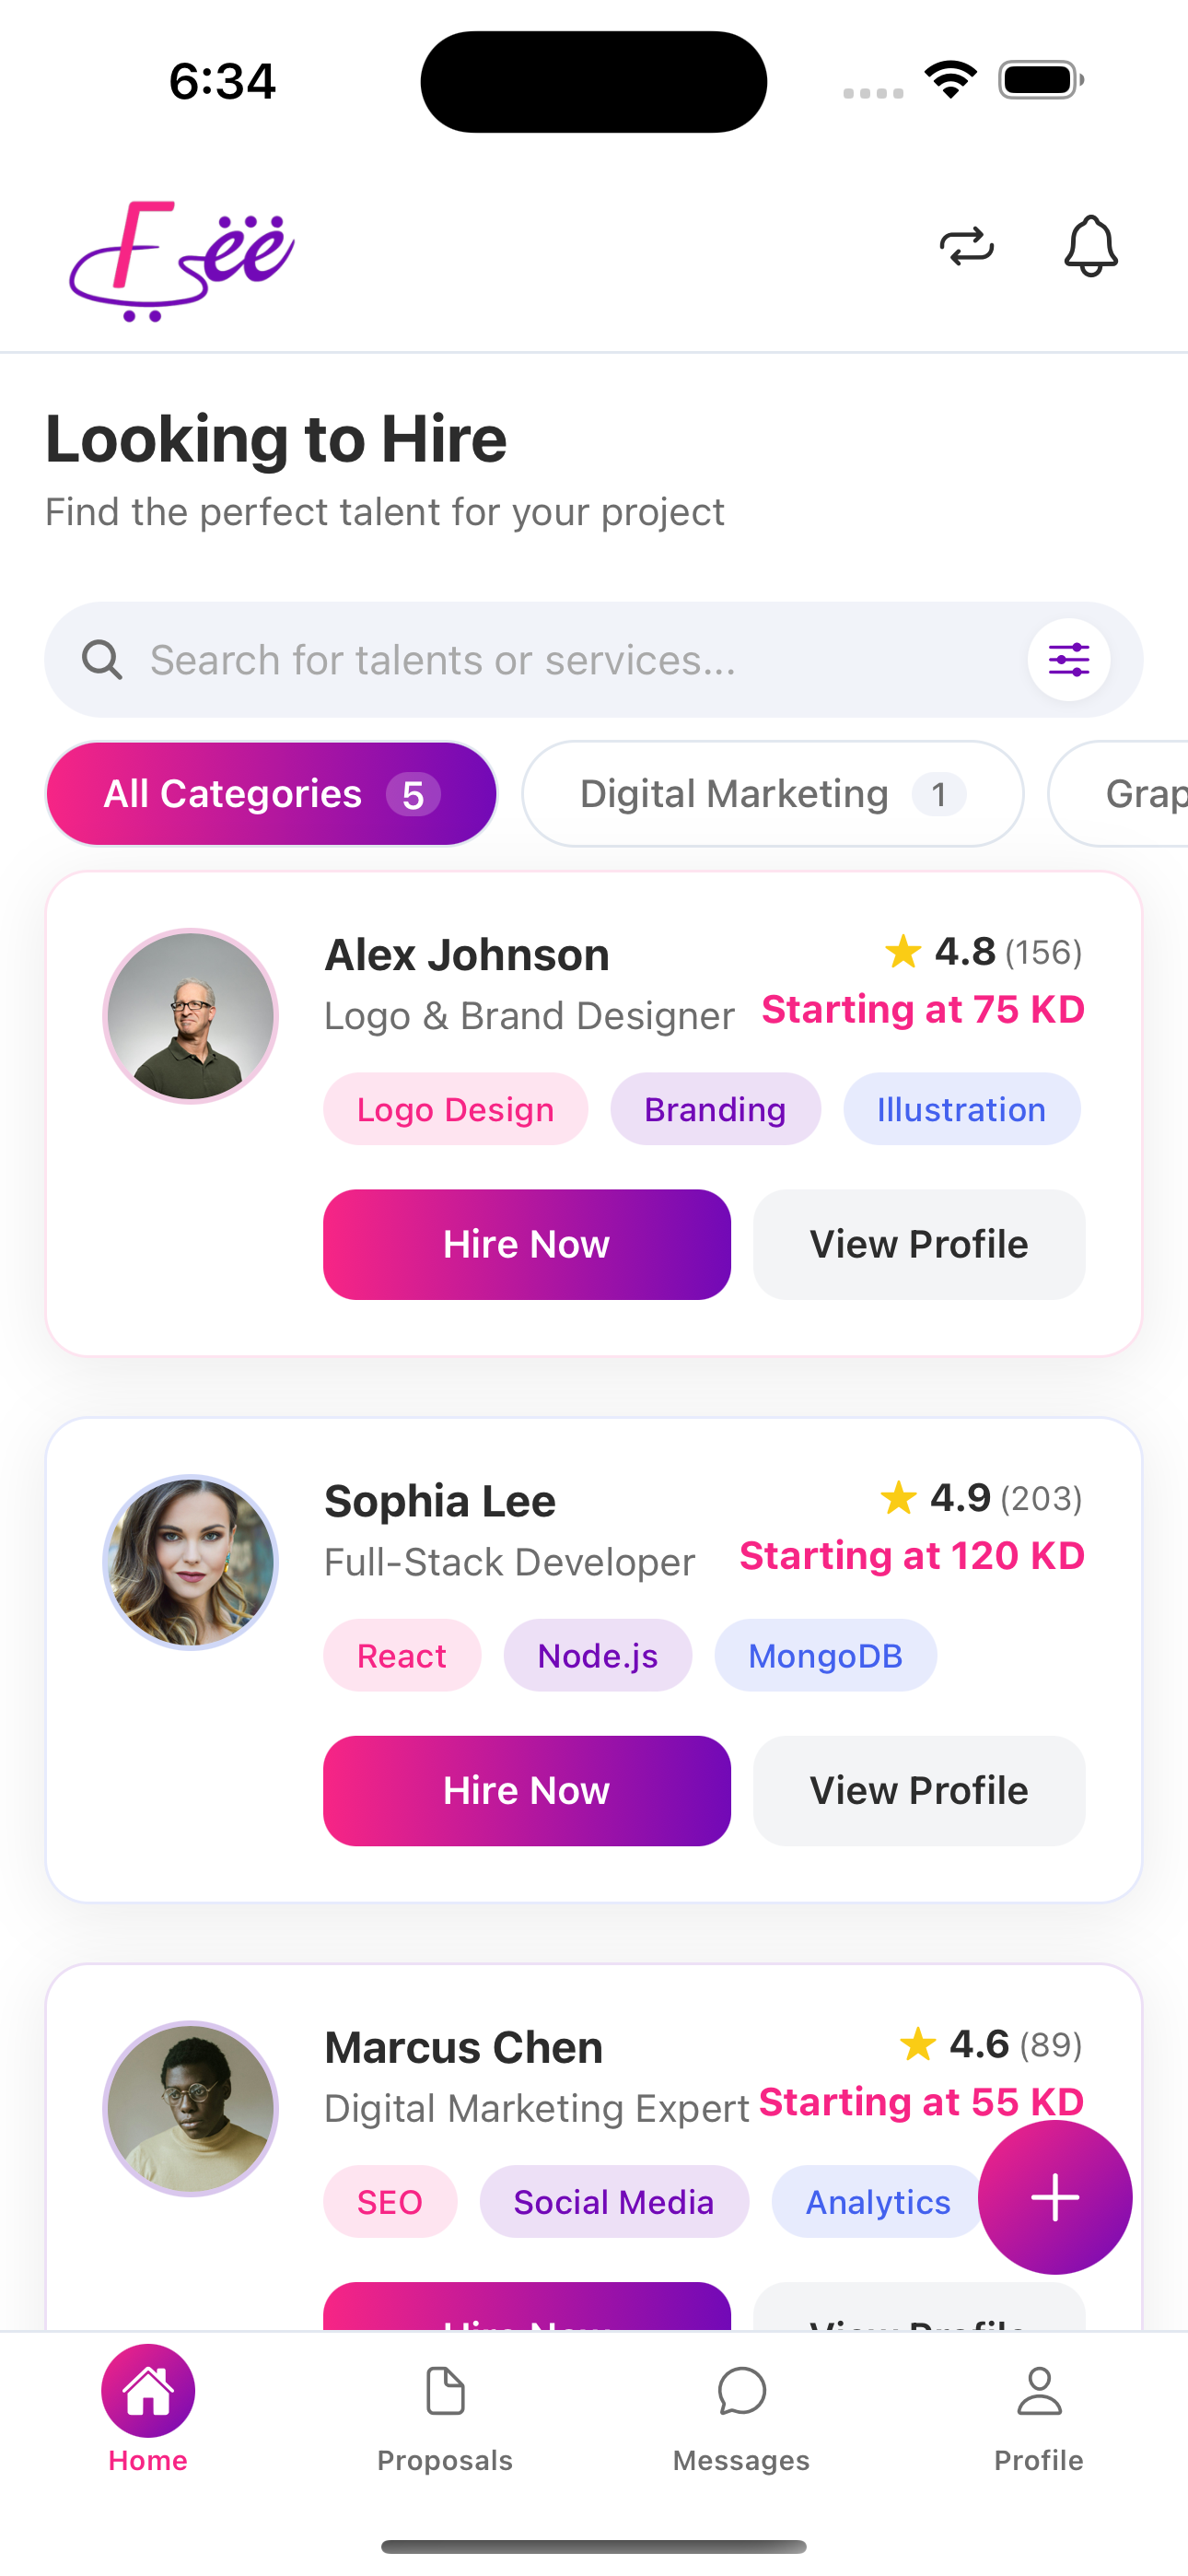 6:34
Fëë
Looking to Hire
Find the perfect talent for your project
Search for talents or services...
All Categories 5 Digital Marketing 1 Grap
Alex Johnson 4.8 (156)
Logo & Brand Designer Starting at 75 KD
Logo Design Branding Illustration
Hire Now View Profile
Sophia Lee 4.9 (203)
Full-Stack Developer Starting at 120 KD
React Node.js MongoDB
Hire Now View Profile
Marcus Chen 4.6 (89)
Digital Marketing Expert Starting at 55 KD
SEO Social Media Analytics
Hire Now View Profile
Home Proposals Messages Profile